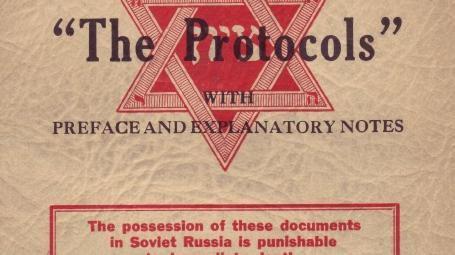 "The Protocols"
WITH
PREFACE AND EXPLANATORY NOTES
The possession of these documents
in Soviet Russia is punishable